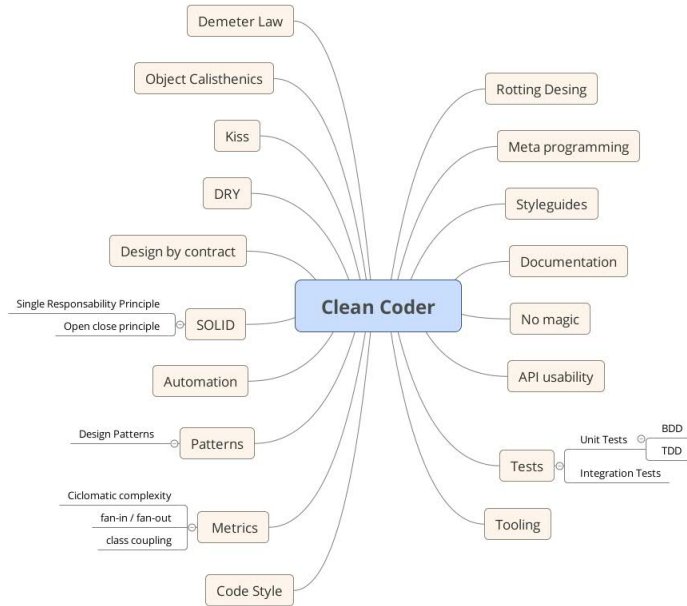 Demeter Law
Object Calisthenics
Kiss
DRY
Design by contract
Single Responsability Principle
Open close principle
SOLID
Automation
Design Patterns
Patterns
Ciclomatic complexity
fan-in / fan-out
class coupling
Metrics
Code Style
Clean Coder
Rotting Desing
Meta programming
Styleguides
Documentation
No magic
API usability
Tests
Unit Tests
BDD
TDD
Integration Tests
Tooling